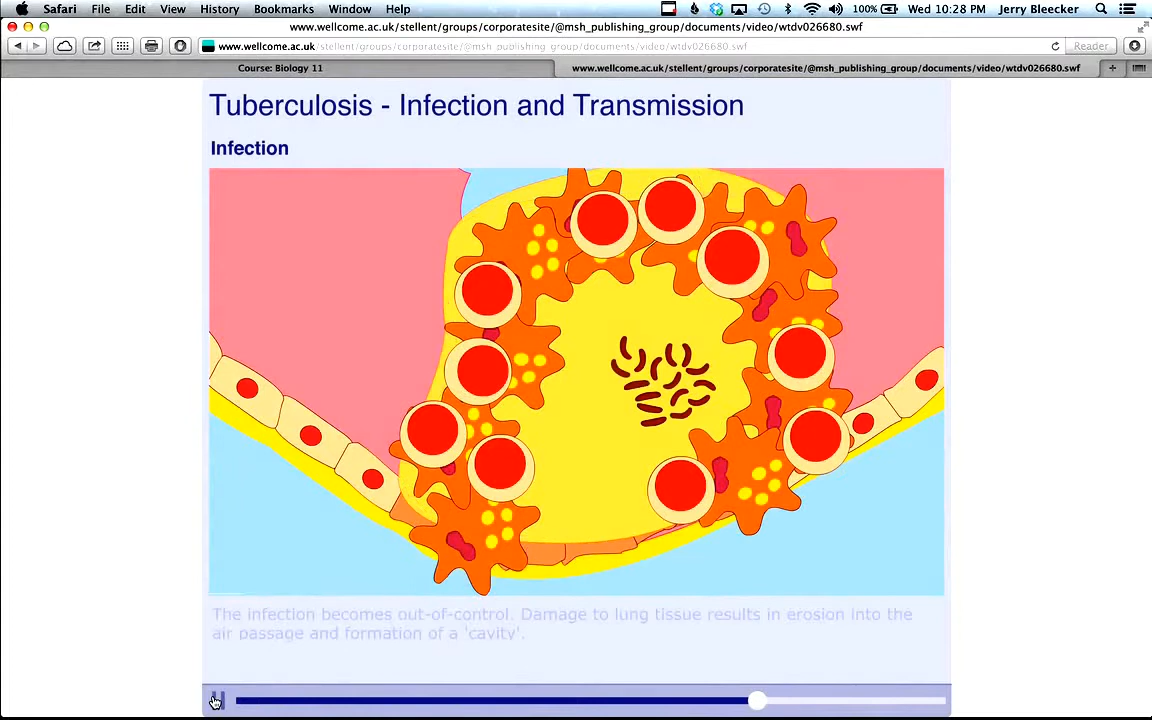 Safari File Edit View History Bookmarks Window Help 100% Wed 10:28 PM Jerry Bleecker
www.wellcome.ac.uk/stellent/groups/corporatesite/@msh_publishing_group/documents/video/wtdv026680.swf
www.wellcome.ac.uk/stellent/groups/corporatesite/@msh_publishing_group/documents/video/wtdv026680.swf Reader
Course: Biology 11 www.wellcome.ac.uk/stellent/groups/corporatesite/@msh_publishing_group/documents/video/wtdv026680.swf
Tuberculosis - Infection and Transmission
Infection
The infection becomes out-of-control. Damage to lung tissue results in erosion into the
air passage and formation of a 'cavity'.